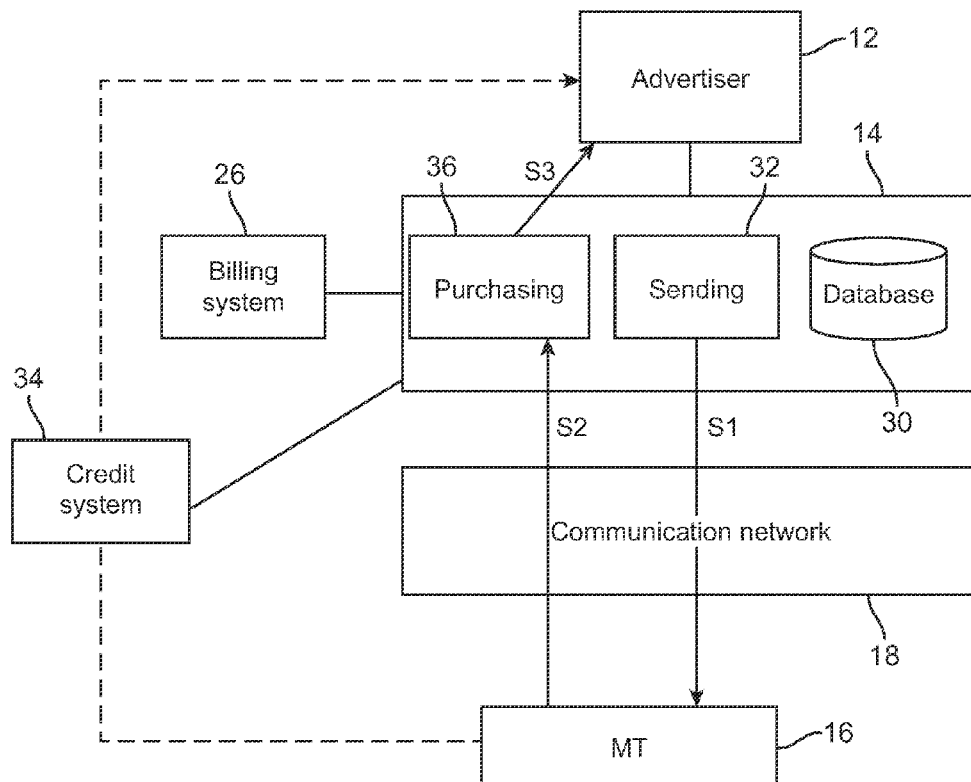 12
Advertiser
14
26
36
S3
32
Billing
system
Purchasing
Sending
Database
34
S2
S1
30
Credit
system
Communication network
18
MT
16